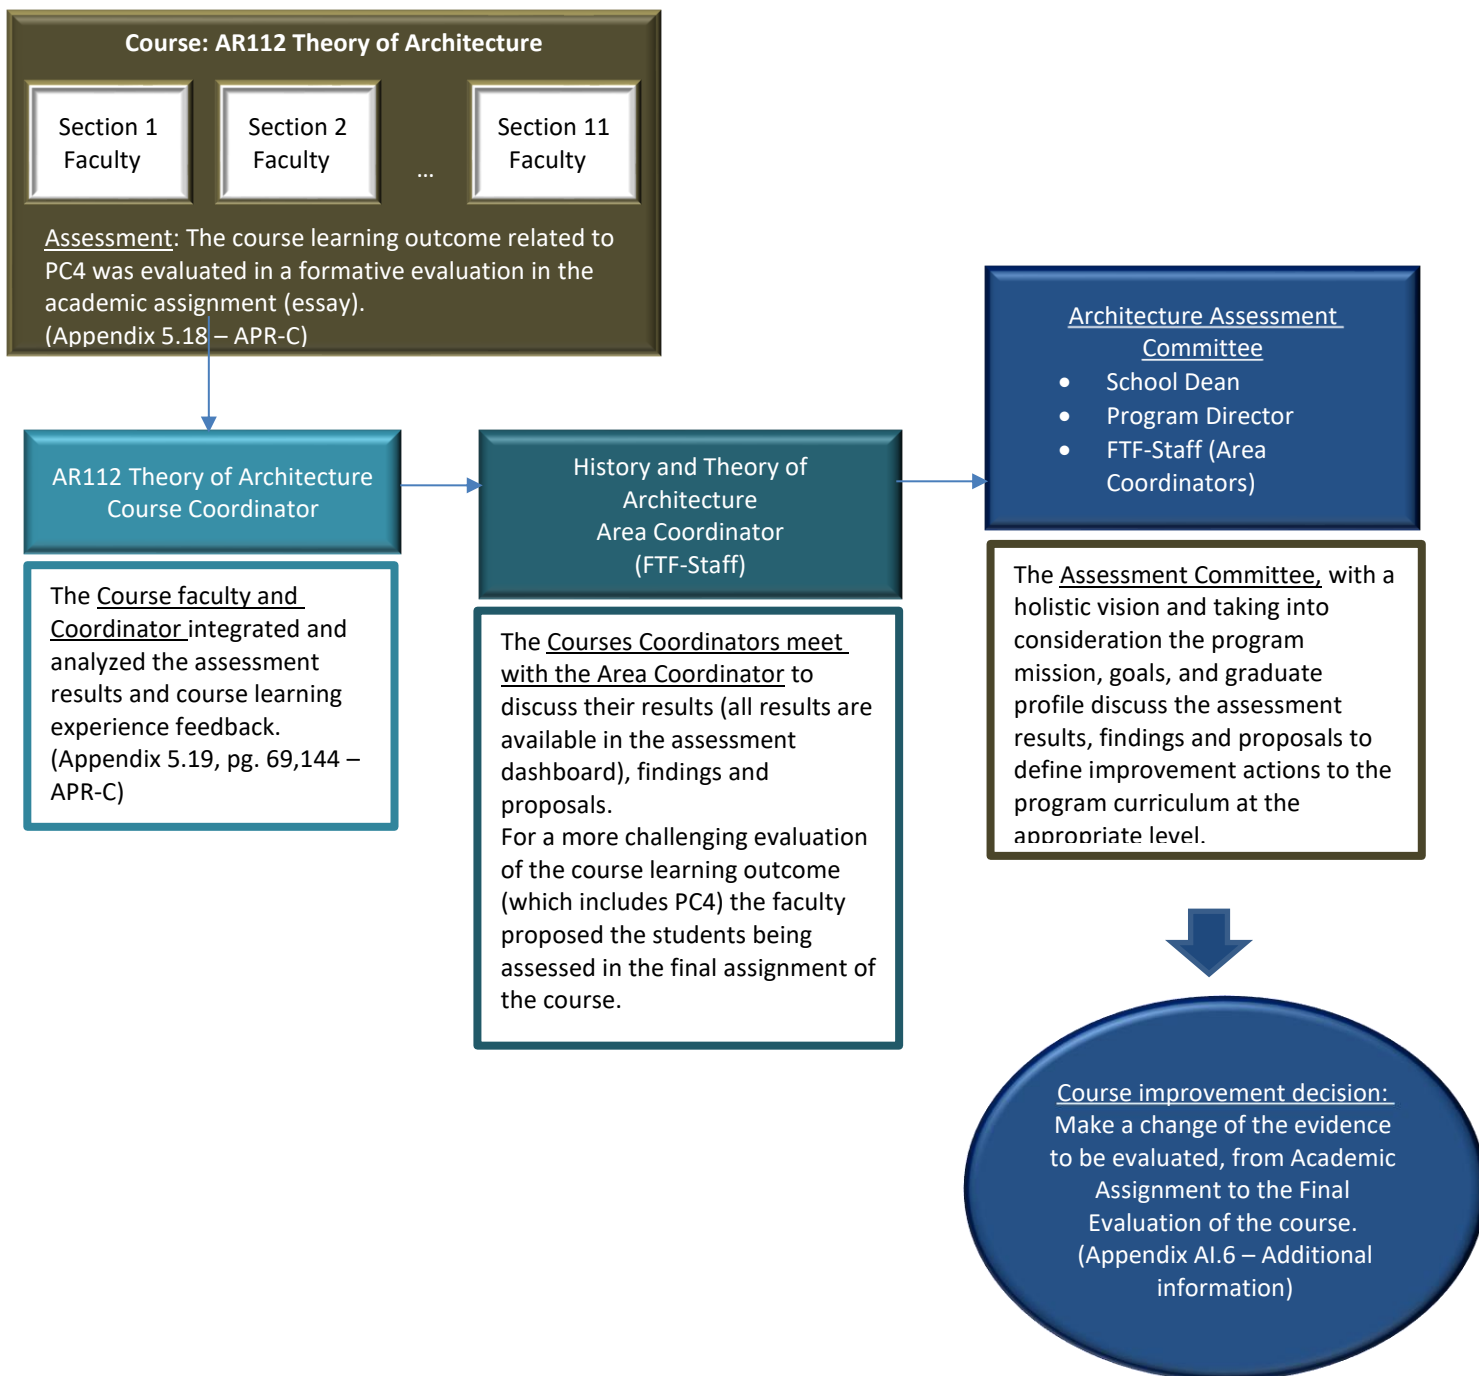 Course: AR112 Theory of Architecture
Section 1
Faculty
Section 2
Faculty
...
Section 11
Faculty
Assessment: The course learning outcome related to
PC4 was evaluated in a formative evaluation in the
academic assignment (essay).
(Appendix 5.18 – APR-C)
AR112 Theory of Architecture
Course Coordinator
The Course faculty and
Coordinator integrated and
analyzed the assessment
results and course learning
experience feedback.
(Appendix 5.19, pg. 69,144 –
APR-C)
History and Theory of
Architecture
Area Coordinator
(FTF-Staff)
The Courses Coordinators meet
with the Area Coordinator to
discuss their results (all results are
available in the assessment
dashboard), findings and
proposals.
For a more challenging evaluation
of the course learning outcome
(which includes PC4) the faculty
proposed the students being
assessed in the final assignment of
the course.
Architecture Assessment
Committee
• School Dean
• Program Director
• FTF-Staff (Area
Coordinators)
The Assessment Committee, with a
holistic vision and taking into
consideration the program
mission, goals, and graduate
profile discuss the assessment
results, findings and proposals to
define improvement actions to the
program curriculum at the
appropriate level.
Course improvement decision:
Make a change of the evidence
to be evaluated, from Academic
Assignment to the Final
Evaluation of the course.
(Appendix AI.6 – Additional
information)